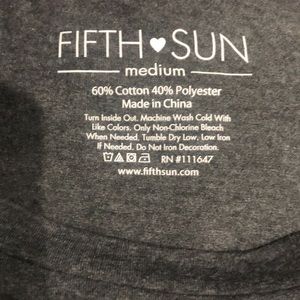 FIFTH SUN
medium
60% Cotton 40% Polyester
Made in China
Turn Inside Out. Machine Wash Cold With
Like Colors. Only Non-Chlorine Bleach
When Needed. Tumble Dry Low. Low Iron
If Needed. Do Not Iron Decoration.
RN #111647
www.fifthsun.com